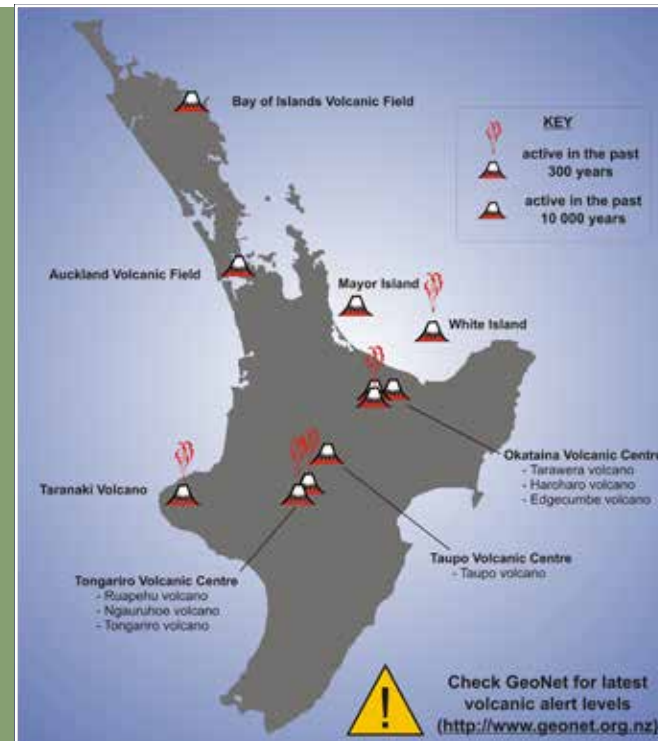 Bay of Islands Volcanic Field
KEY
active in the past
300 years
active in the past
10 000 years
Auckland Volcanic Field
Mayor Island
White Island
Okataina Volcanic Centre
- Tarawera volcano
- Haroharo volcano
- Edgecumbe volcano
Taranaki Volcano
Taupo Volcanic Centre
- Taupo volcano
Tongariro Volcanic Centre
- Ruapehu volcano
- Ngauruhoe volcano
- Tongariro volcano
!
Check GeoNet for latest
volcanic alert levels
(http://www.geonet.org.nz)